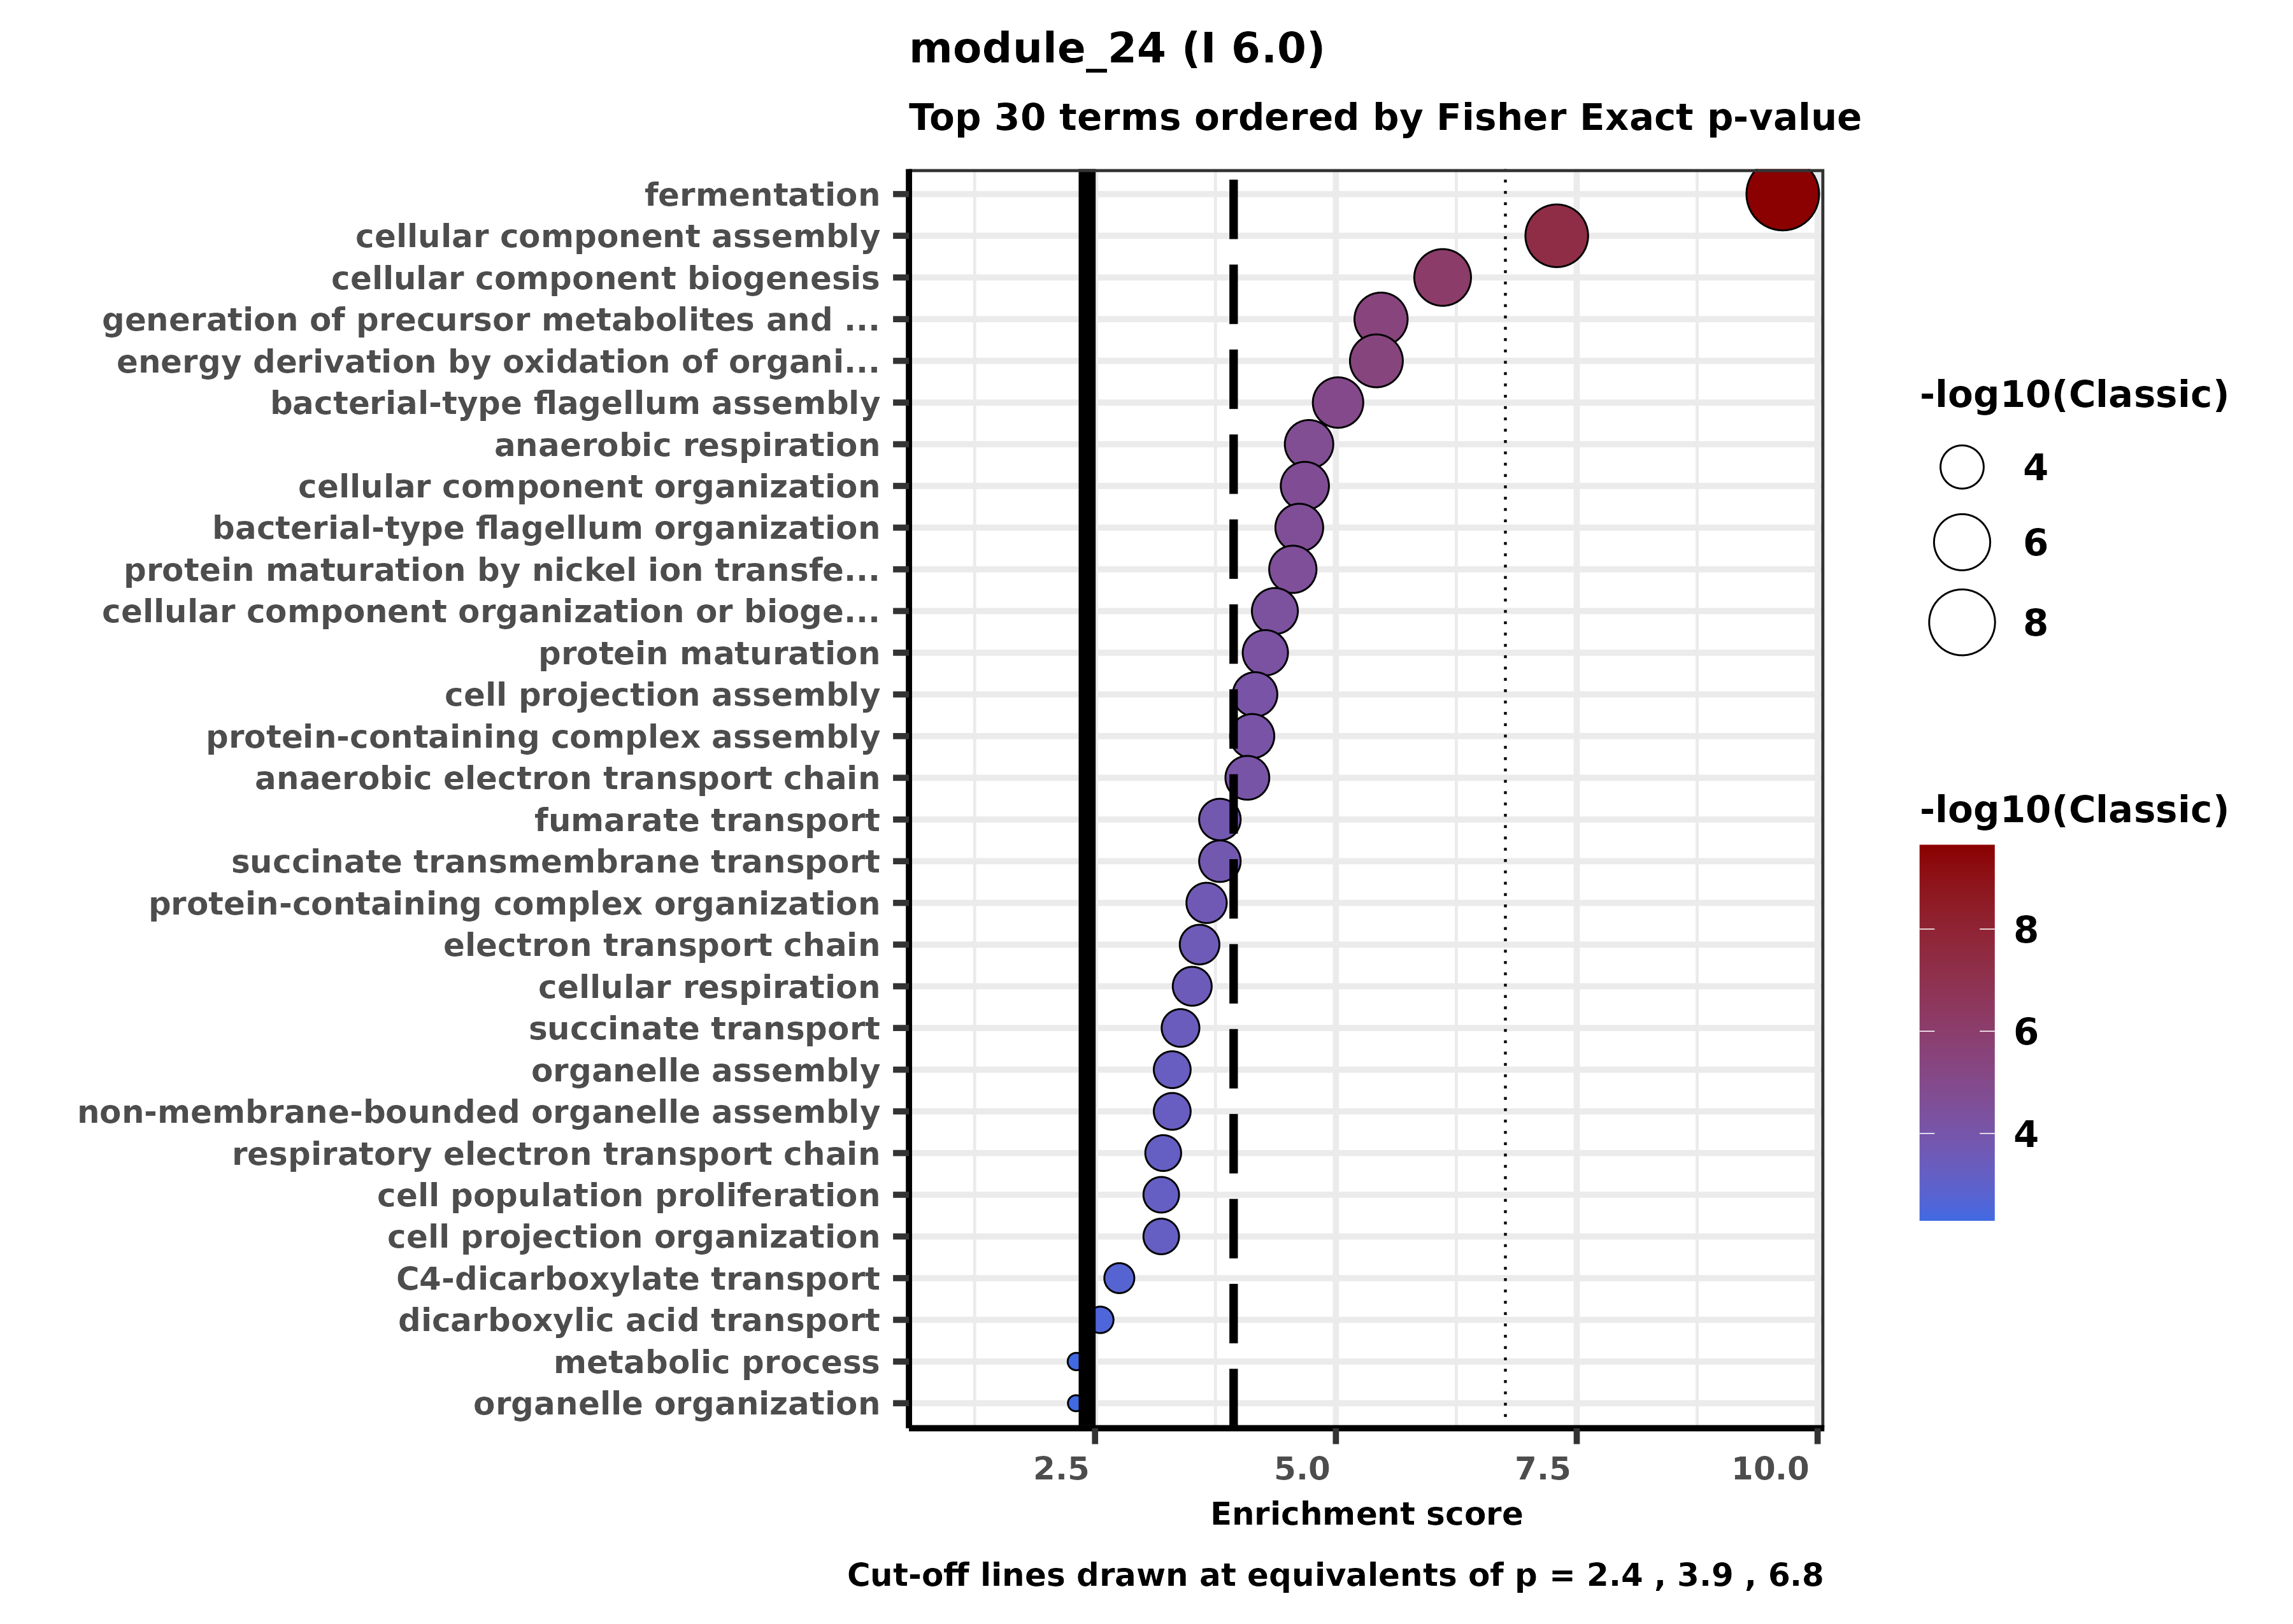 module_24 (I 6.0)
Top 30 terms ordered by Fisher Exact p-value
fermentation
cellular component assembly
cellular component biogenesis
generation of precursor metabolites and ...
energy derivation by oxidation of organi...
bacterial-type flagellum assembly
anaerobic respiration
cellular component organization
bacterial-type flagellum organization
protein maturation by nickel ion transfe...
cellular component organization or bioge...
protein maturation
cell projection assembly
protein-containing complex assembly
anaerobic electron transport chain
fumarate transport
succinate transmembrane transport
protein-containing complex organization
electron transport chain
cellular respiration
succinate transport
organelle assembly
non-membrane-bounded organelle assembly
respiratory electron transport chain
cell population proliferation
cell projection organization
C4-dicarboxylate transport
dicarboxylic acid transport
metabolic process
organelle organization
2.5 5.0 7.5 10.0
Enrichment score
Cut-off lines drawn at equivalents of p = 2.4 , 3.9 , 6.8
-log10(Classic)
4
6
8
-log10(Classic)
8
6
4